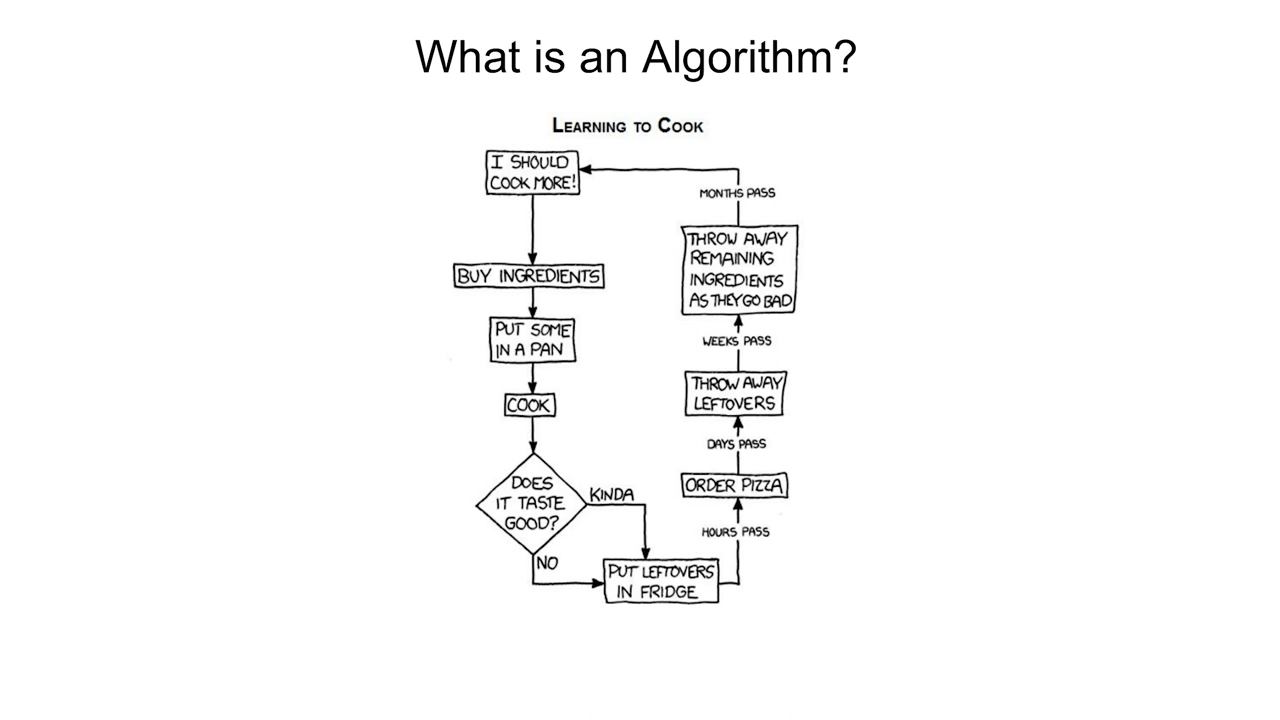 What is an Algorithm?
LEARNING TO COOK
I SHOULD
COOK MORE!
BUY INGREDIENTS
PUT SOME
IN A PAN
COOK
DOES
IT TASTE
GOOD?
KINDA
NO
PUT LEFTOVERS
IN FRIDGE
HOURS PASS
ORDER PIZZA
DAYS PASS
THROW AWAY
LEFTOVERS
WEEKS PASS
THROW AWAY
REMAINING
INGREDIENTS
AS THEY GO BAD
MONTHS PASS